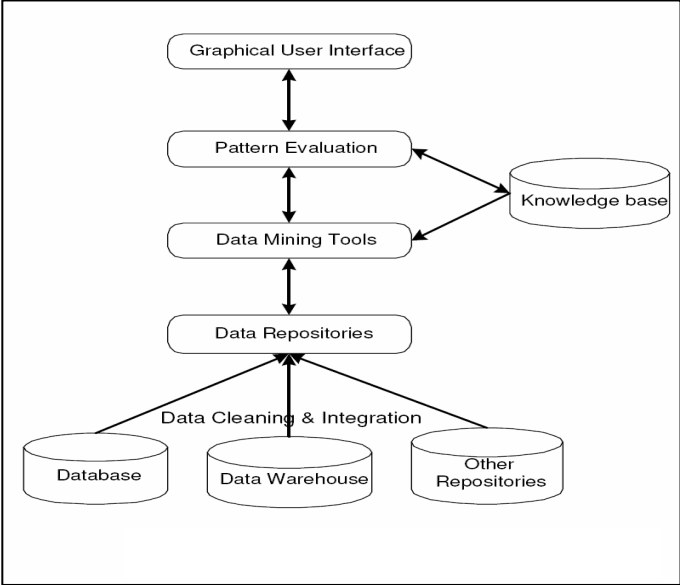 Graphical User Interface
Pattern Evaluation
Knowledge base
Data Mining Tools
Data Repositories
Data Cleaning & Integration
Database
Data Warehouse
Other
Repositories